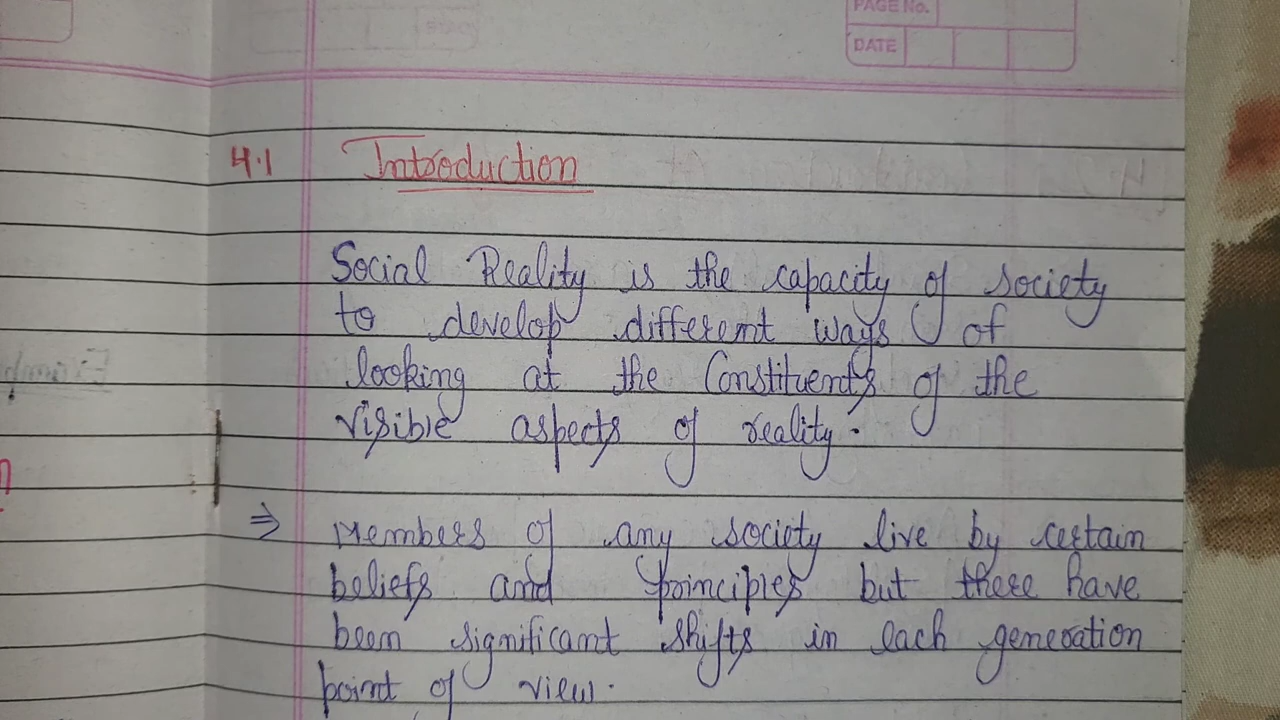 PAGE No.
DATE
4.1 Introduction
Social Reality is the capacity of society
to develop different ways of
looking at the Constituents of the
visible aspects of reality.
⇒ Members of any society live by certain
beliefs and principles but there have
been significant shifts in each generation
point of view.